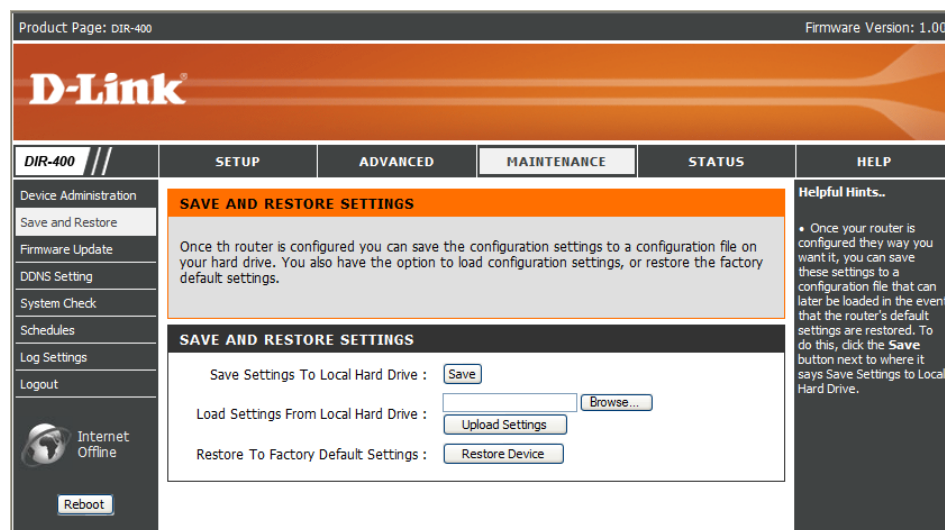 Product Page: DIR-400
Firmware Version: 1.00
D-Link
DIR-400
SETUP
ADVANCED
MAINTENANCE
STATUS
HELP
Device Administration
Save and Restore
Firmware Update
DDNS Setting
System Check
Schedules
Log Settings
Logout
Internet
Offline
Reboot
SAVE AND RESTORE SETTINGS
Once th router is configured you can save the configuration settings to a configuration file on
your hard drive. You also have the option to load configuration settings, or restore the factory
default settings.
SAVE AND RESTORE SETTINGS
Save Settings To Local Hard Drive : Save
Load Settings From Local Hard Drive : Browse...
Upload Settings
Restore To Factory Default Settings : Restore Device
Helpful Hints..
• Once your router is
configured they way you
want it, you can save
these settings to a
configuration file that can
later be loaded in the event
that the router's default
settings are restored. To
do this, click the Save
button next to where it
says Save Settings to Local
Hard Drive.